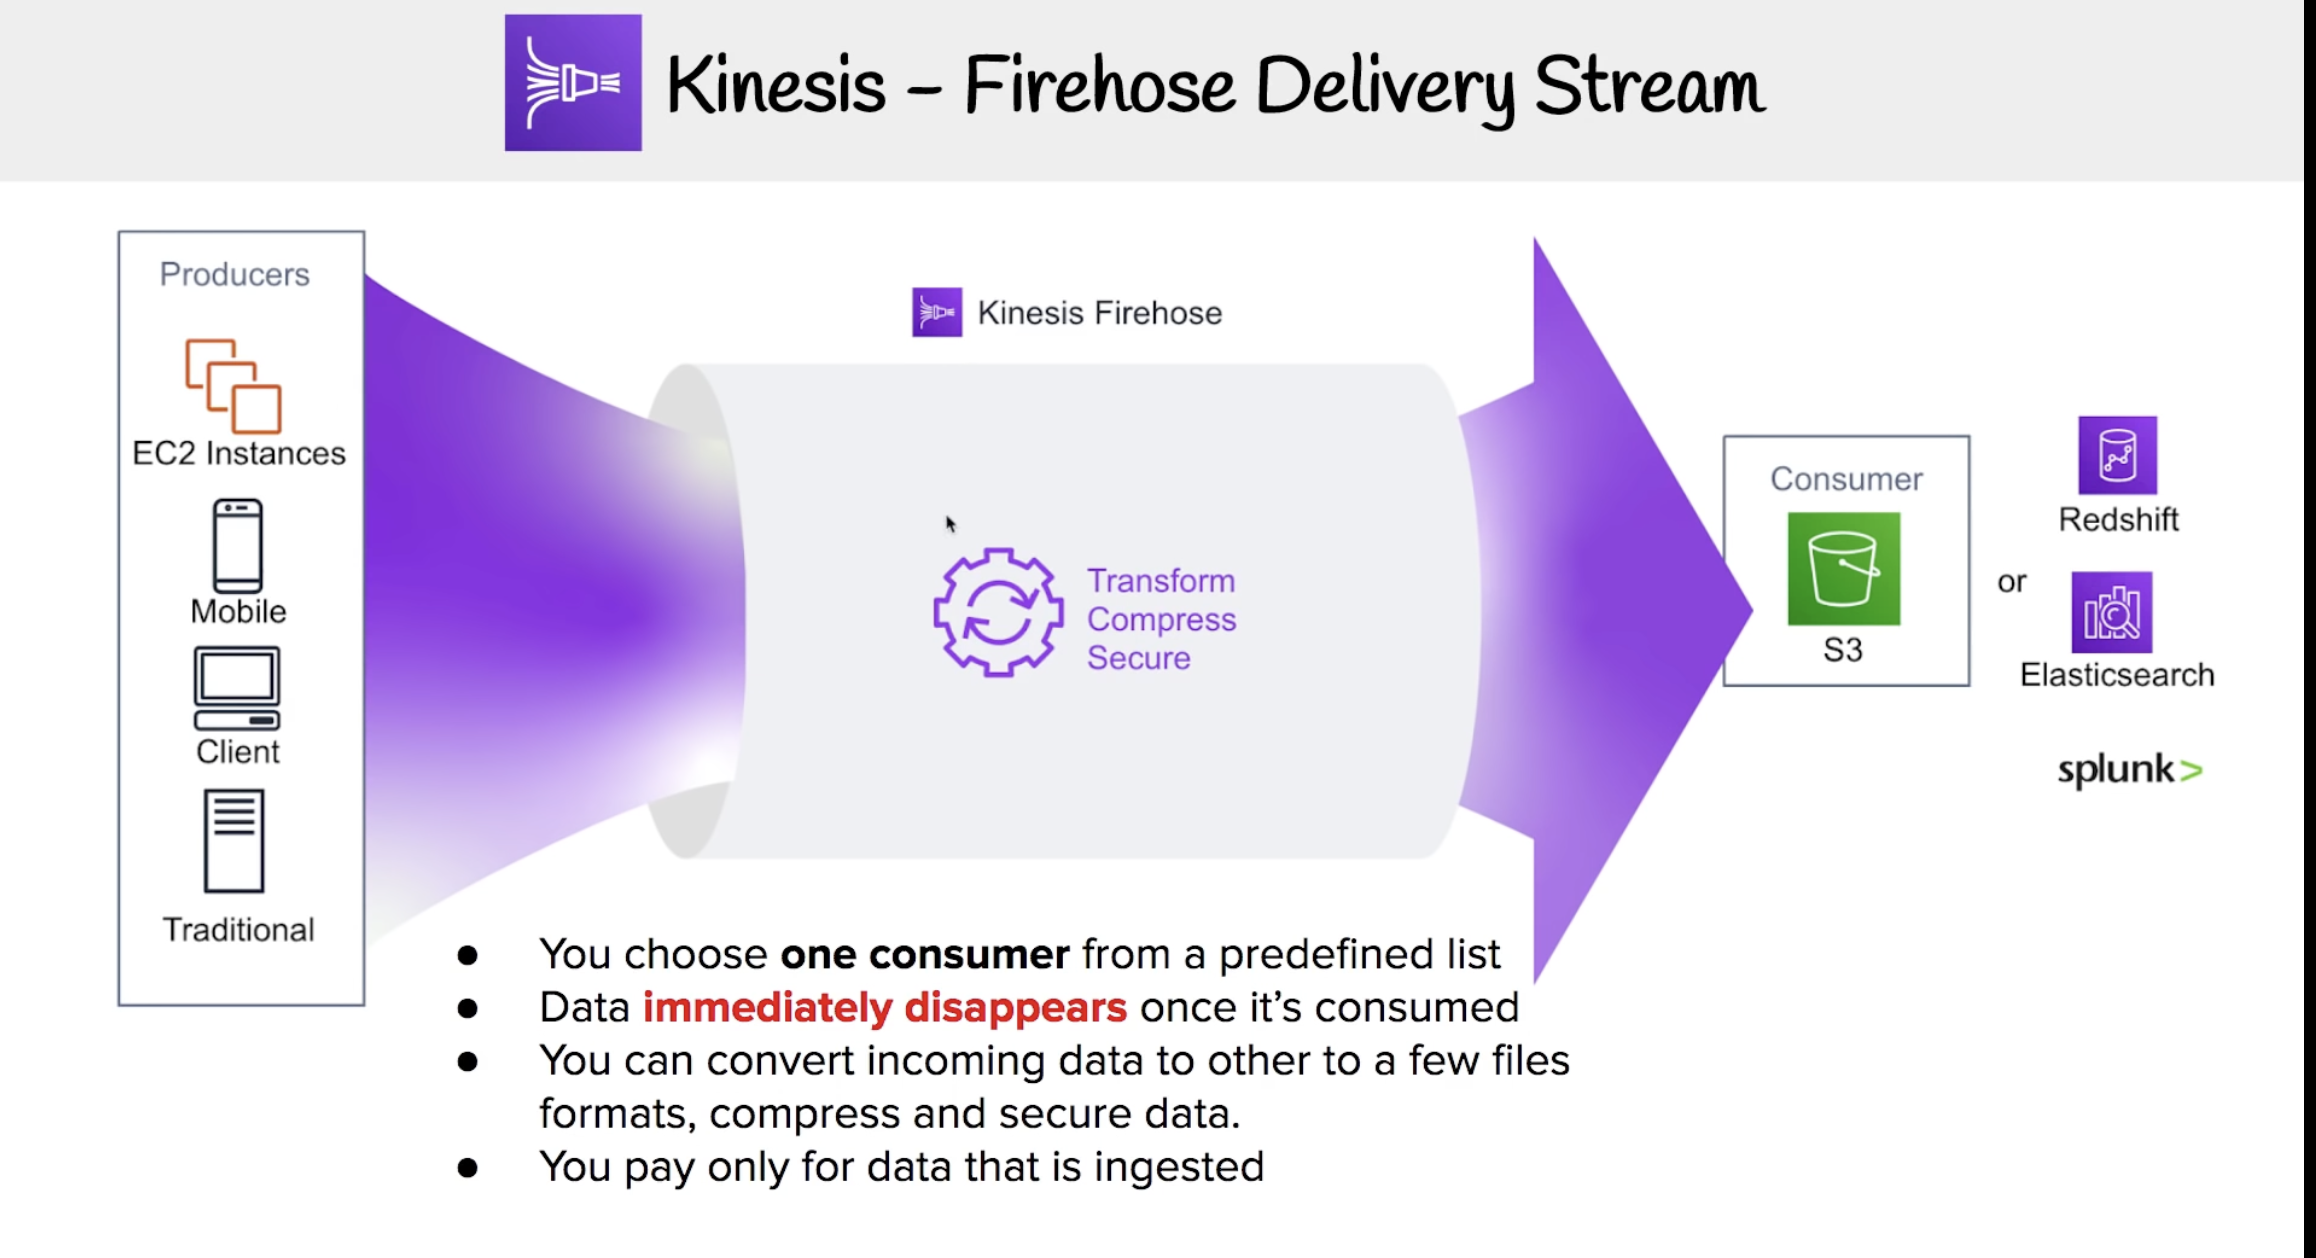 Kinesis – Firehose Delivery Stream
Producers
EC2 Instances
Mobile
Client
Traditional
Kinesis Firehose
Transform
Compress
Secure
Consumer
S3
or
Redshift
Elasticsearch
splunk>
● You choose one consumer from a predefined list
● Data immediately disappears once it’s consumed
● You can convert incoming data to other to a few files
formats, compress and secure data.
● You pay only for data that is ingested